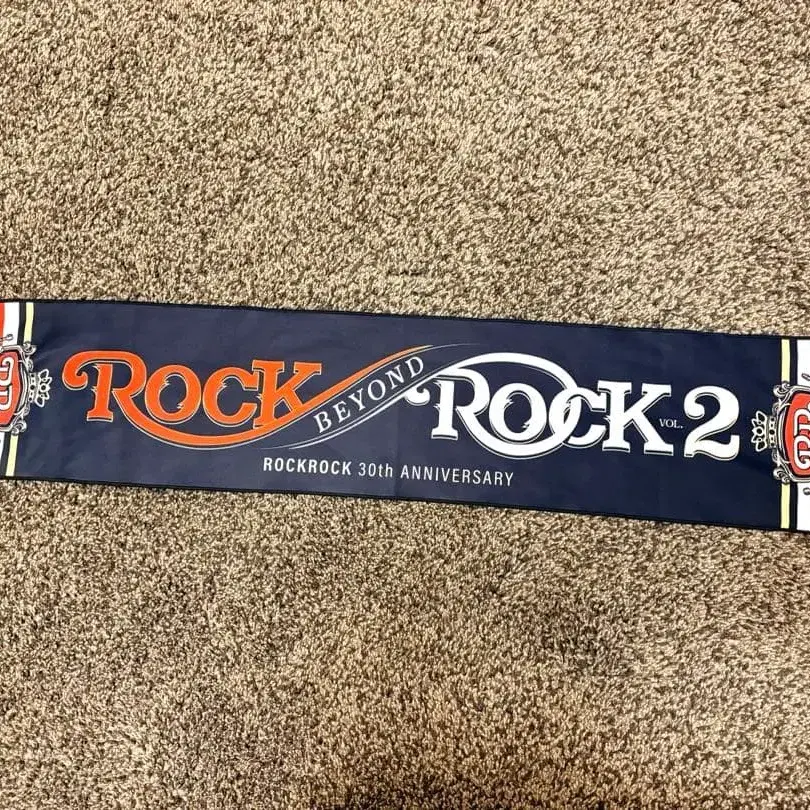 ROCK BEYOND ROCK VOL. 2
ROCKROCK 30th ANNIVERSARY